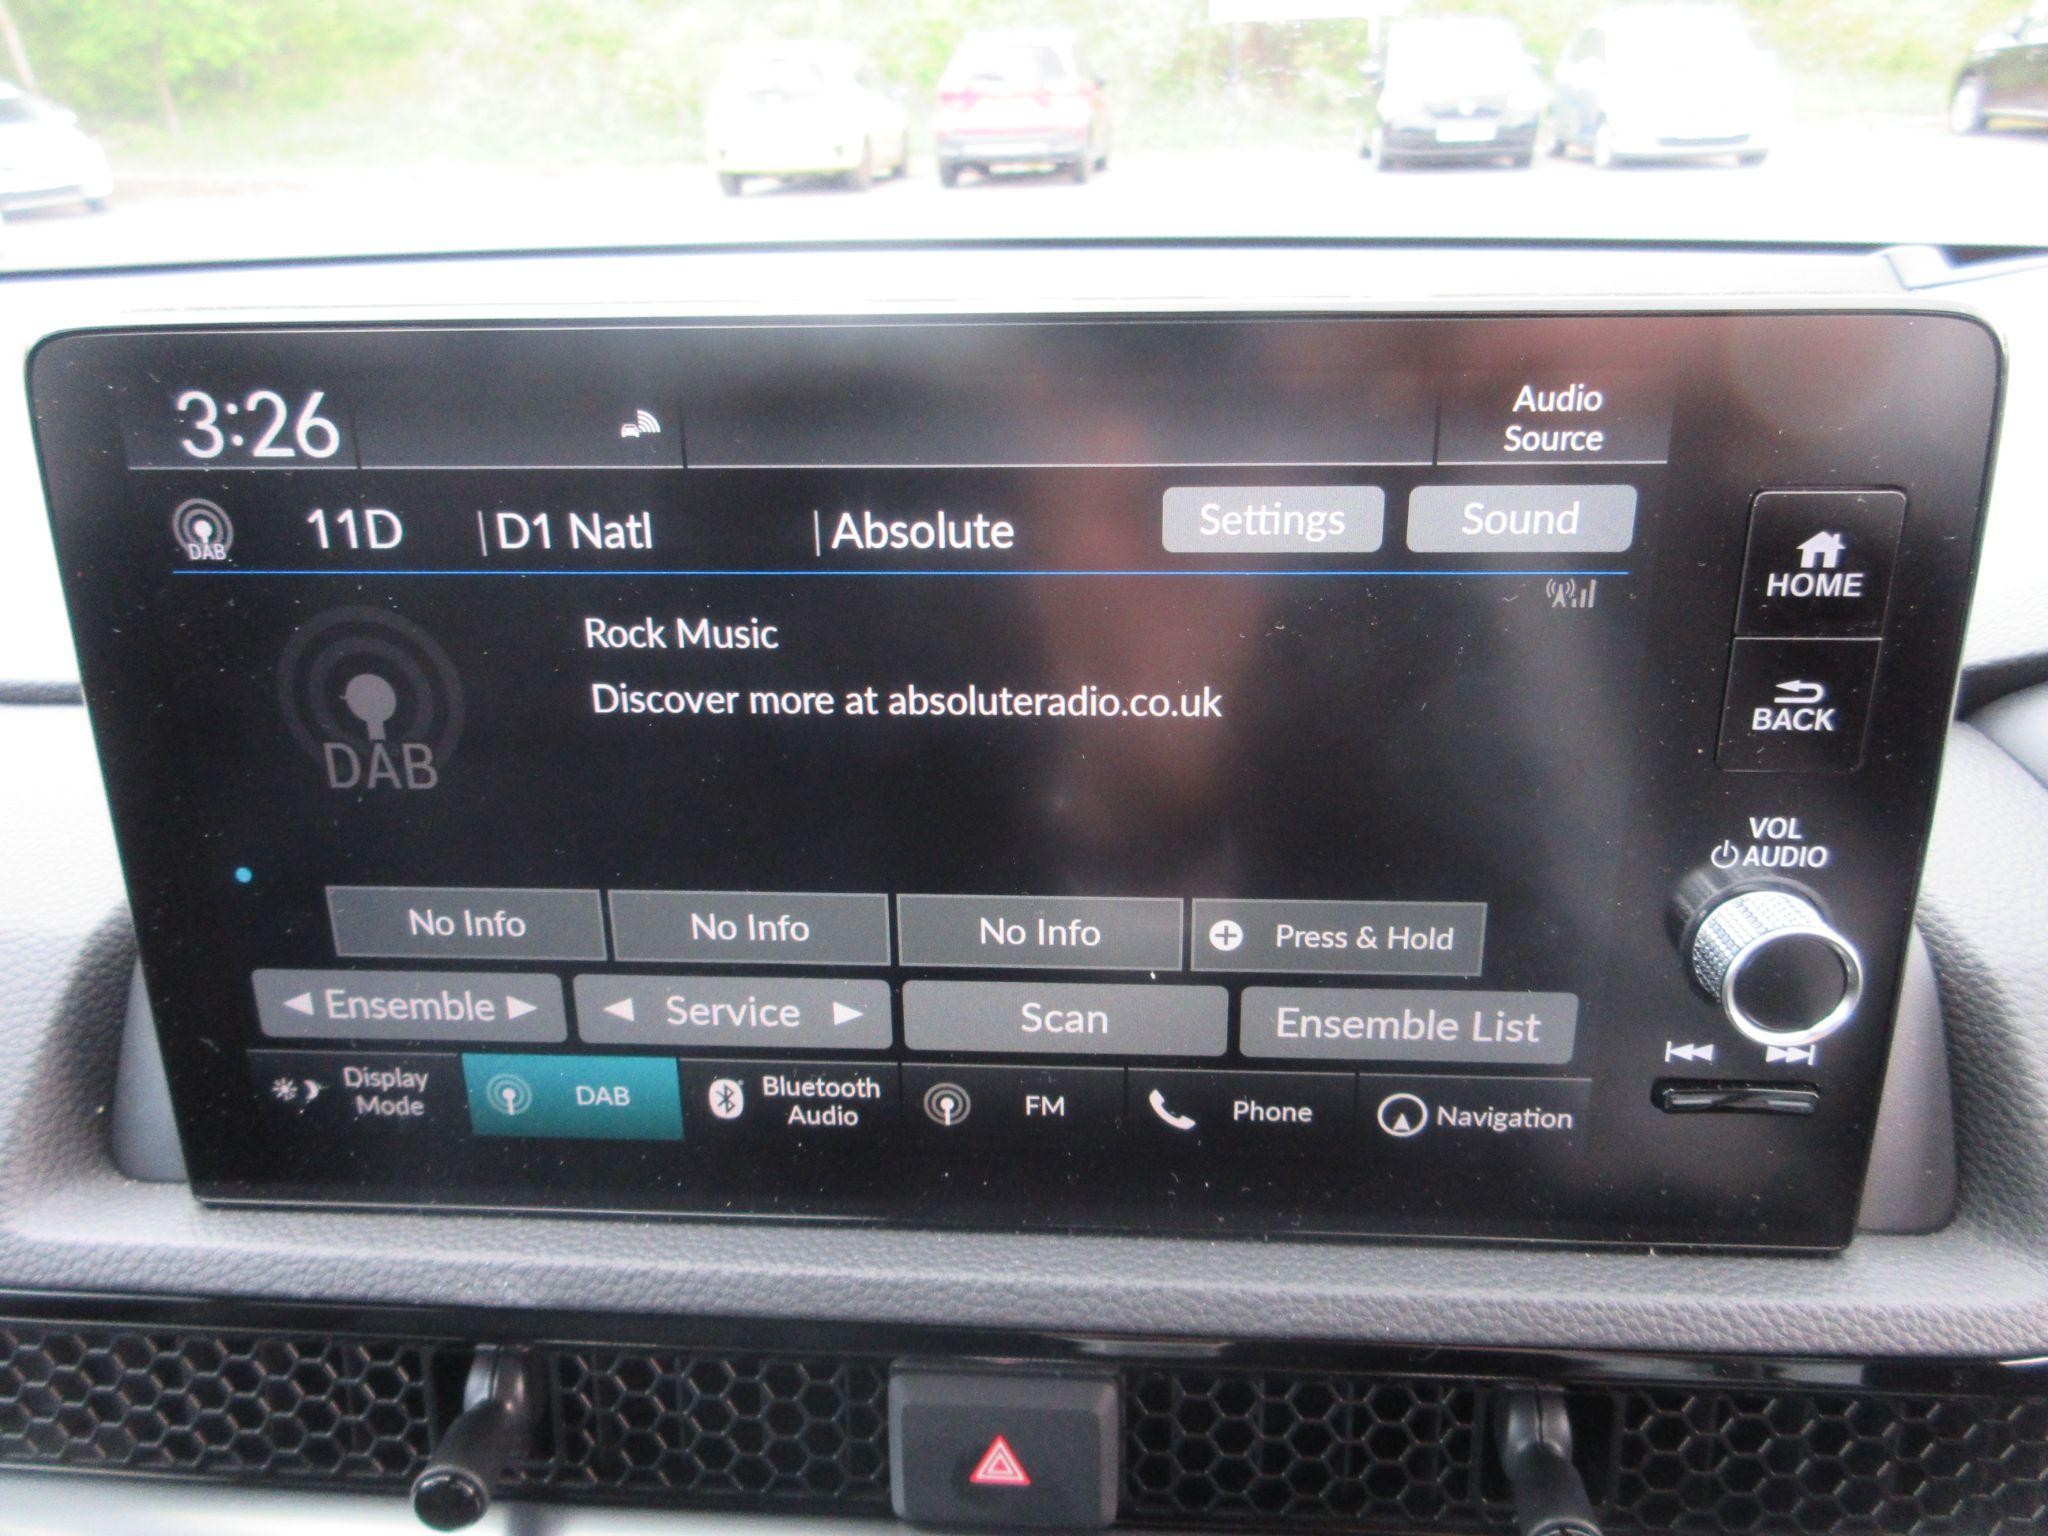 3:26
Audio
Source
DAB
11D
D1 Natl
Absolute
Settings
Sound
HOME
Rock Music
Discover more at absoluteradio.co.uk
DAB
BACK
VOL
AUDIO
No Info
No Info
No Info
Press & Hold
Ensemble
Service
Scan
Ensemble List
Display
Mode
DAB
Bluetooth
Audio
FM
Phone
Navigation